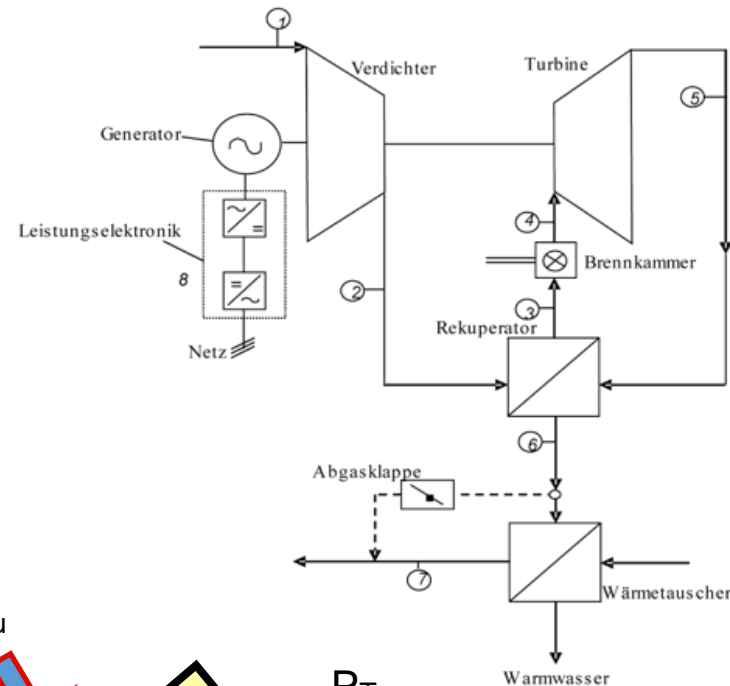 1
Verdichter
Turbine
5
Generator
4
Leistungselektronik
8
Brennkammer
2
3
Rekuperator
Netz
6
Abgasklappe
7
Wärmetauscher
Warmwasser